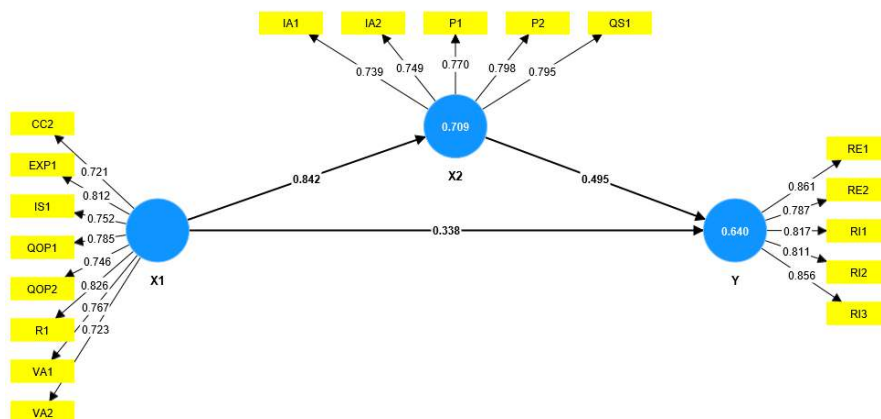 IA1 IA2 P1 P2 QS1
0.739 0.749 0.770 0.798 0.795
0.709
X2
CC2
EXP1
IS1
QOP1
QOP2
R1
VA1
VA2
0.721
0.812
0.752
0.785
0.746
0.826
0.767
0.723
X1
0.842
0.495
0.338
0.640
Y
0.861
0.787
0.817
0.811
0.856
RE1
RE2
RI1
RI2
RI3